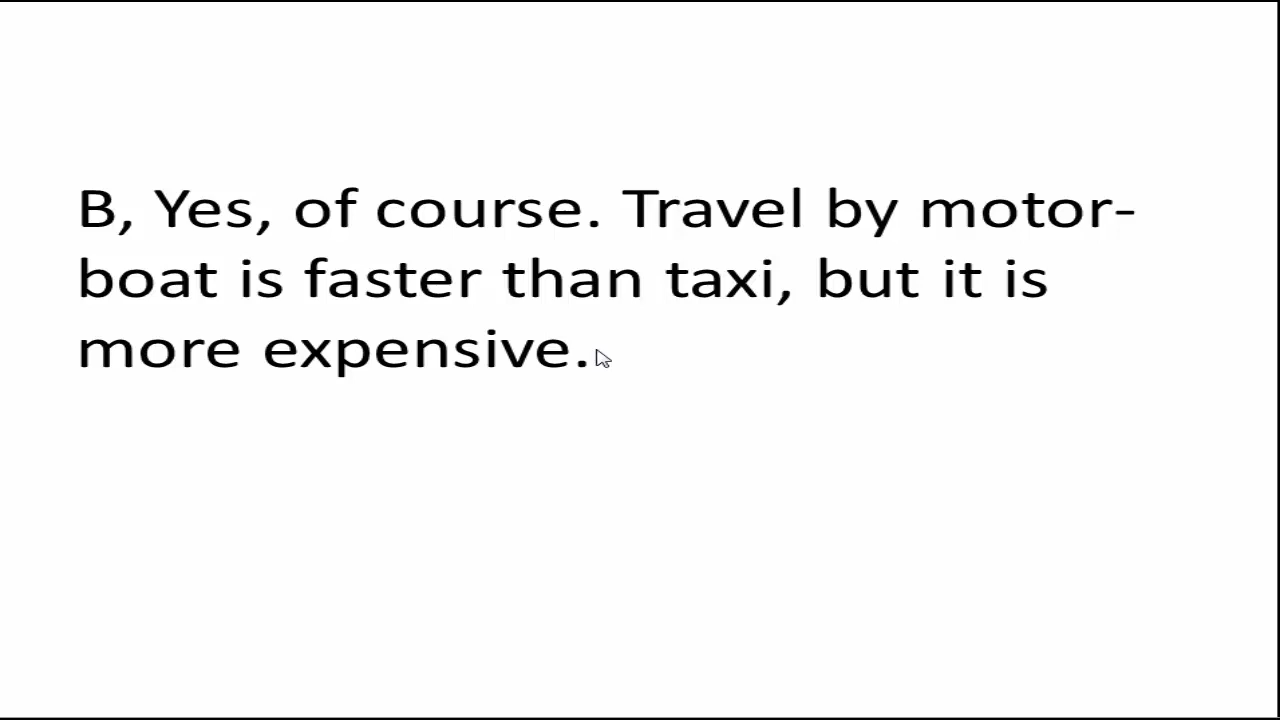 B, Yes, of course. Travel by motor-
boat is faster than taxi, but it is
more expensive.